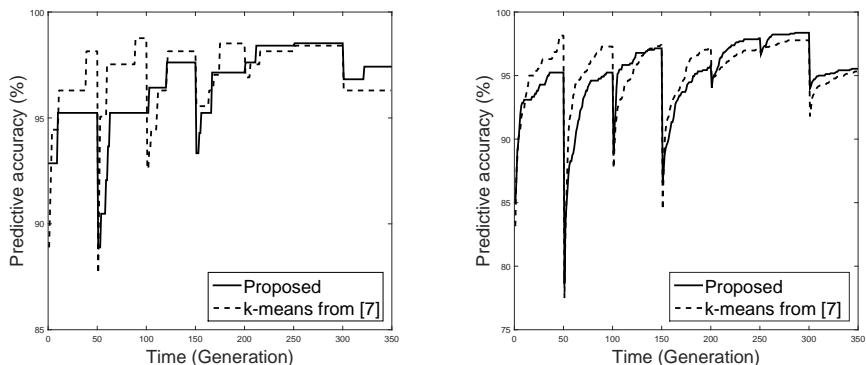 100
95
90
85
Predictive accuracy (%)
0 50 100 150 200 250 300 350
Time (Generation)
Proposed
k-means from [7]
100
95
90
85
80
75
Predictive accuracy (%)
0 50 100 150 200 250 300 350
Time (Generation)
Proposed
k-means from [7]